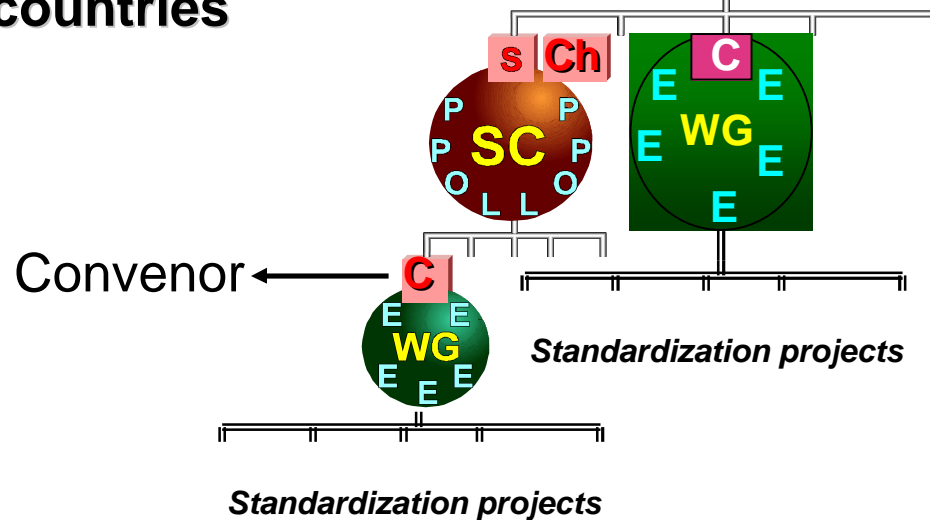 countries
s Ch
C
P P
E E
SC
WG
P P
E E
O O
L L
E
Convenor
C
E E
WG
E E
E
Standardization projects
Standardization projects